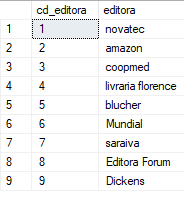 cd_editora editora
1 1 novatec
2 2 amazon
3 3 coopmed
4 4 livraria florence
5 5 blucher
6 6 Mundial
7 7 saraiva
8 8 Editora Forum
9 9 Dickens